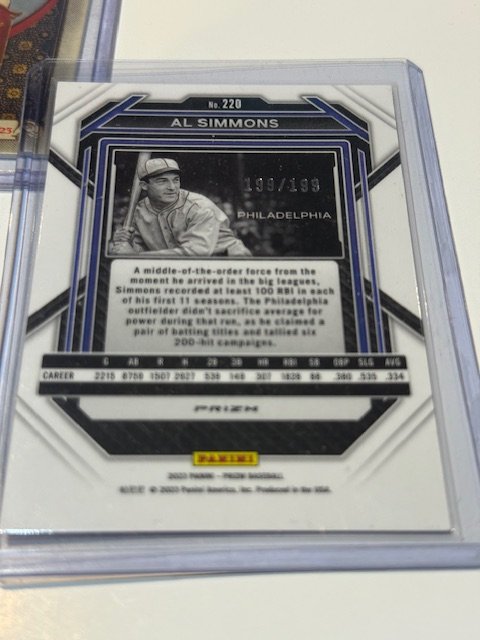 23
No. 220
AL SIMMONS
199/199
PHILADELPHIA
A middle-of-the-order force from the
moment he arrived in the big leagues,
Simmons recorded at least 100 RBI in each
of his first 11 seasons. The Philadelphia
outfielder didn't sacrifice average for
power during that run, as he claimed a
pair of batting titles and tallied six
200-hit campaigns.
G AB R H 2B 3B HR RBI SB OBP SLG AVG
CAREER 2215 8759 1507 2927 539 149 307 1828 88 .380 .535 .334
PRIZM
PANINI
2023 PANINI – PRIZM BASEBALL
© 2023 Panini America, Inc. Produced in the USA.